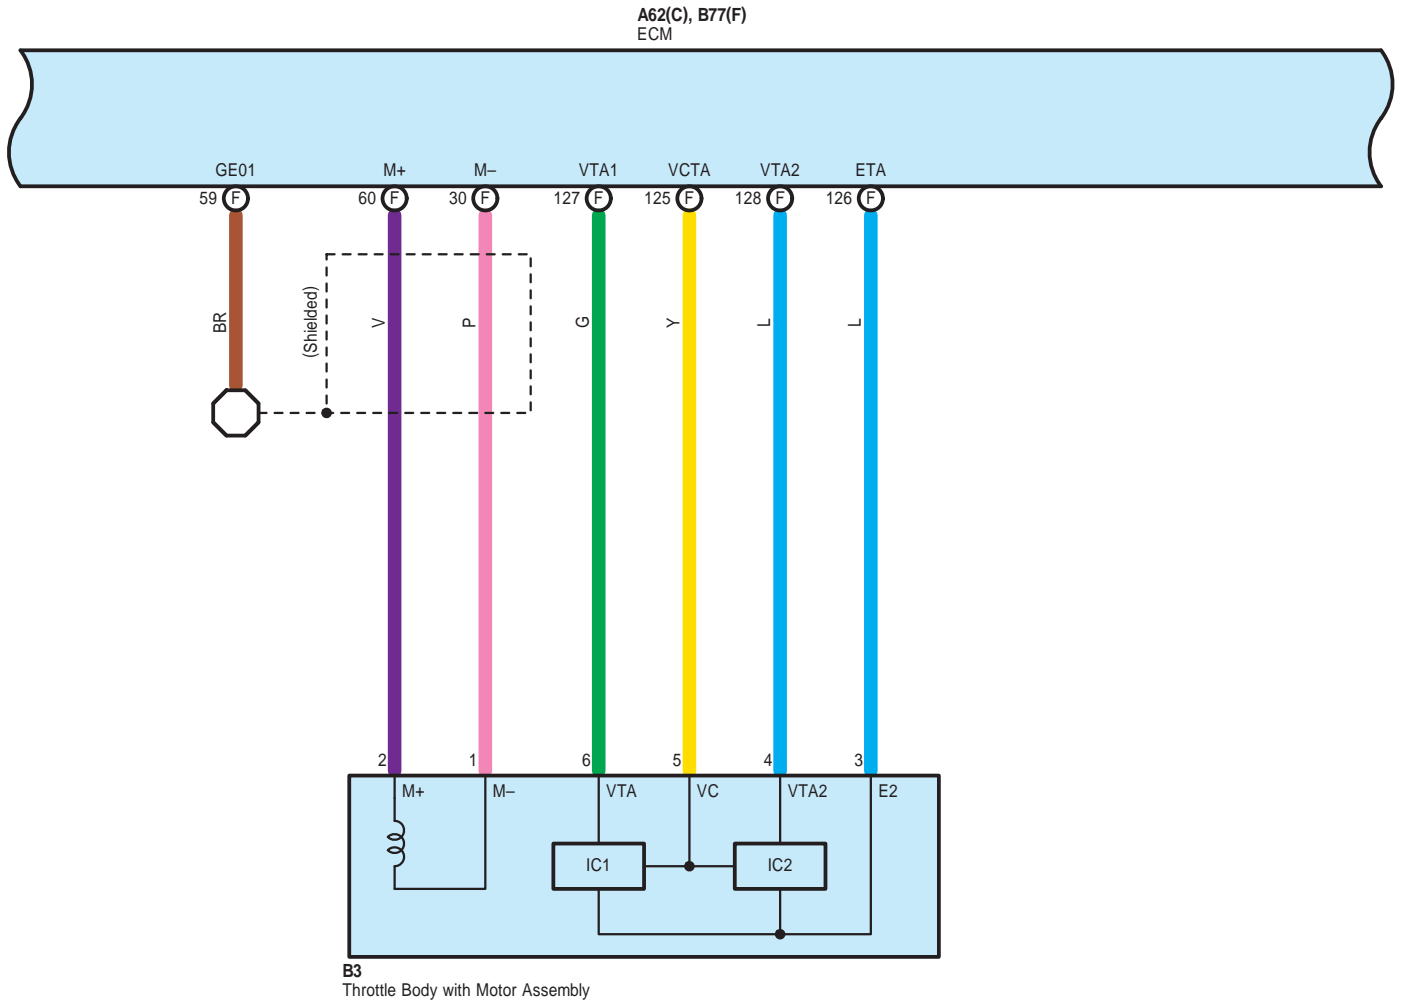 A62(C), B77(F)
ECM
GE01 M+ M– VTA1 VCTA VTA2 ETA
59 F 60 F 30 F 127 F 125 F 128 F 126 F
BR (Shielded) V P G Y L L
2 1 6 5 4 3
M+ M– VTA VC VTA2 E2
IC1 IC2
B3
Throttle Body with Motor Assembly